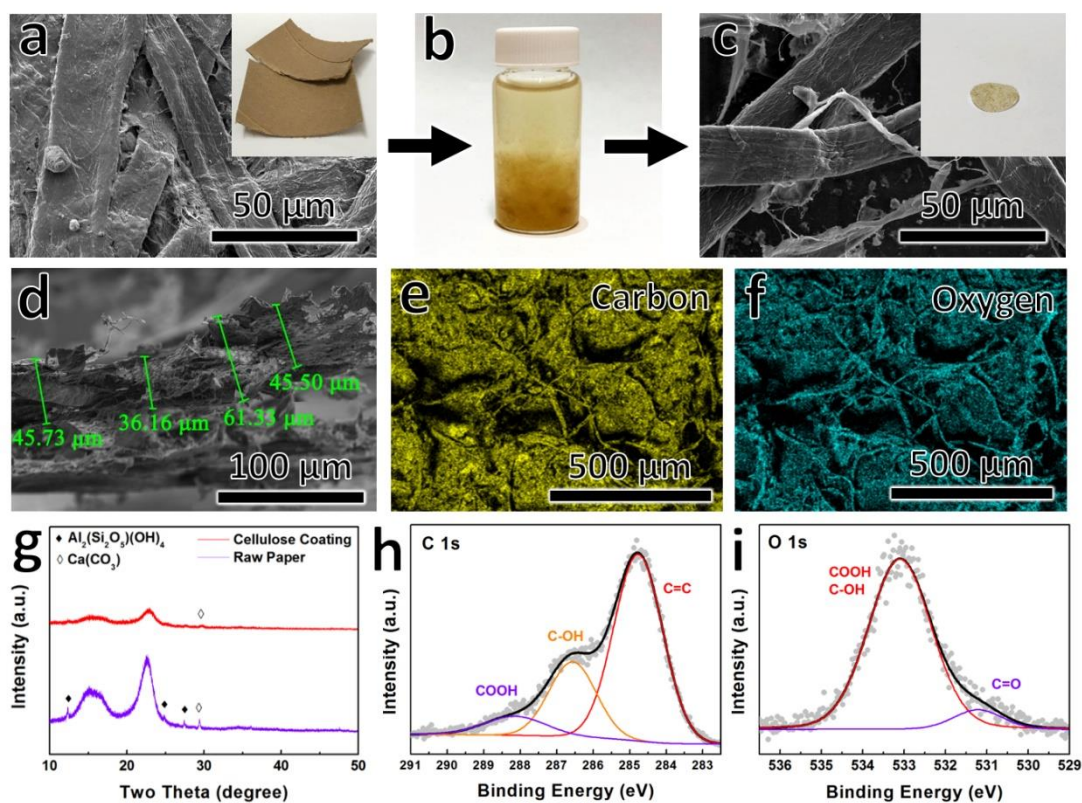 a
50 μm
b
c
50 μm
d
45.73 μm
36.16 μm
61.35 μm
45.50 μm
100 μm
e
Carbon
500 μm
f
Oxygen
500 μm
g
♦ Al₂(Si₂O₅)(OH)₄
◊ Ca(CO₃)
Cellulose Coating
Raw Paper
Intensity (a.u.)
10 20 30 40 50
Two Theta (degree)
h
C 1s
C=C
C-OH
COOH
Intensity (a.u.)
291 290 289 288 287 286 285 284 283
Binding Energy (eV)
i
O 1s
COOH
C-OH
C=O
Intensity (a.u.)
536 535 534 533 532 531 530 529
Binding Energy (eV)